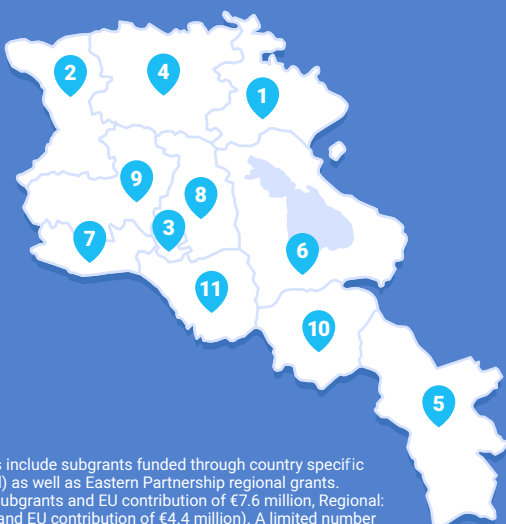 2
4
1
9
8
3
7
6
11
10
5
s include subgrants funded through country specific
) as well as Eastern Partnership regional grants.
ubgrants and EU contribution of €7.6 million, Regional:
and EU contribution of €4.4 million). A limited number